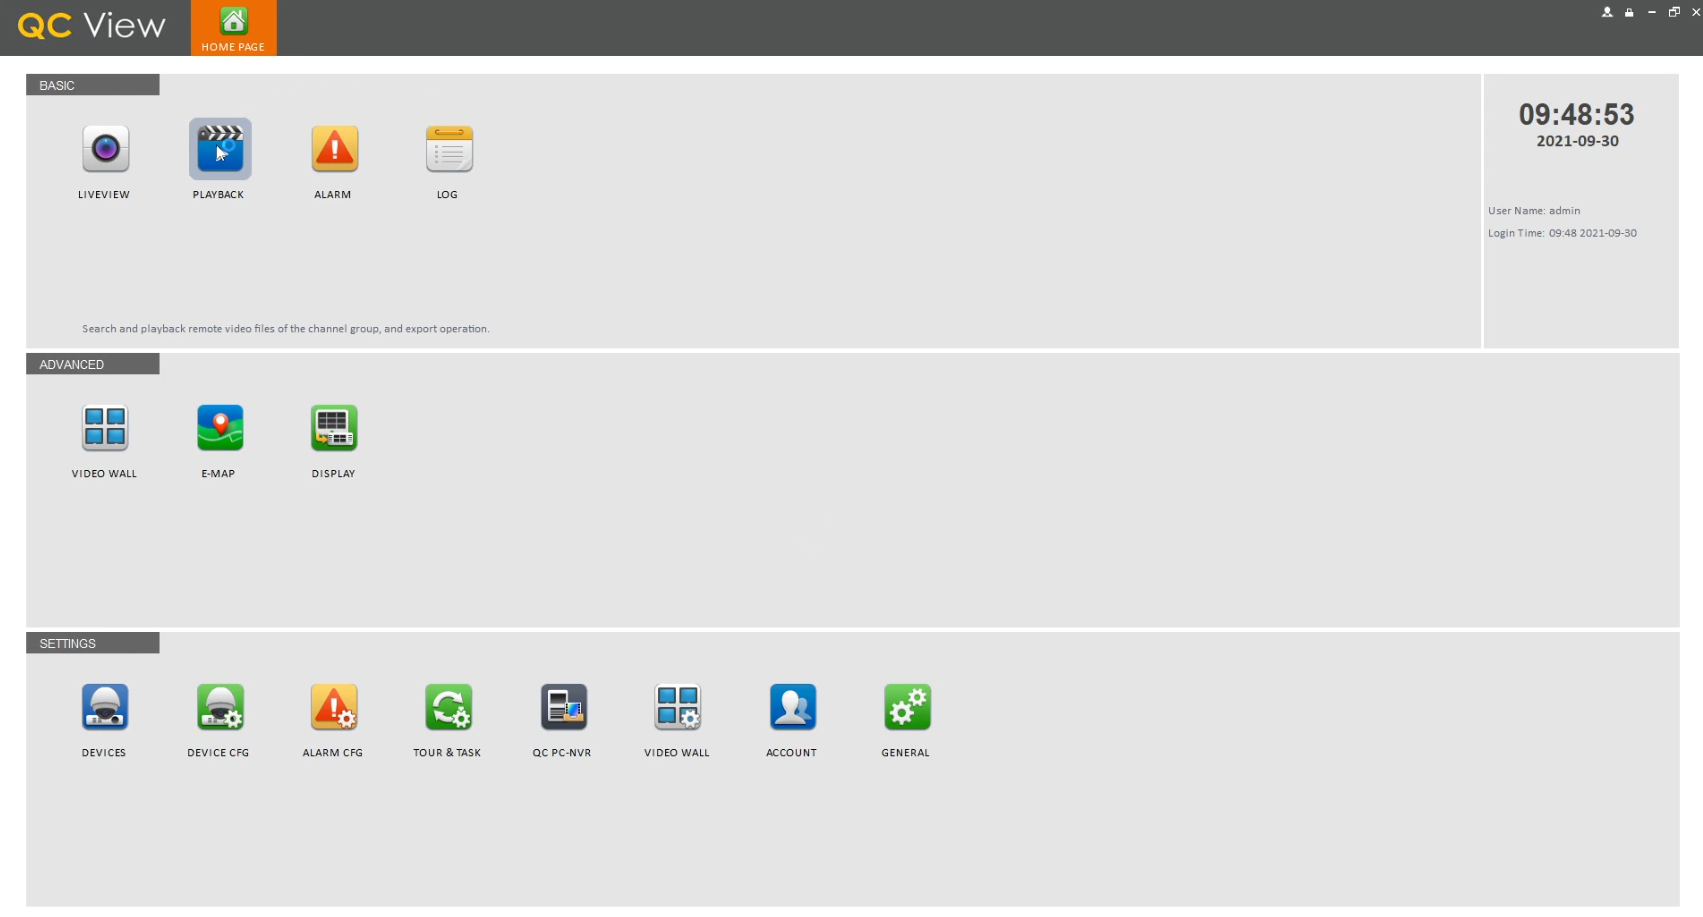 QC View
HOME PAGE
BASIC
LIVEVIEW
PLAYBACK
ALARM
LOG
Search and playback remote video files of the channel group, and export operation.
09:48:53
2021-09-30
User Name: admin
Login Time: 09:48 2021-09-30
ADVANCED
VIDEO WALL
E-MAP
DISPLAY
SETTINGS
DEVICES
DEVICE CFG
ALARM CFG
TOUR & TASK
QC PC-NVR
VIDEO WALL
ACCOUNT
GENERAL